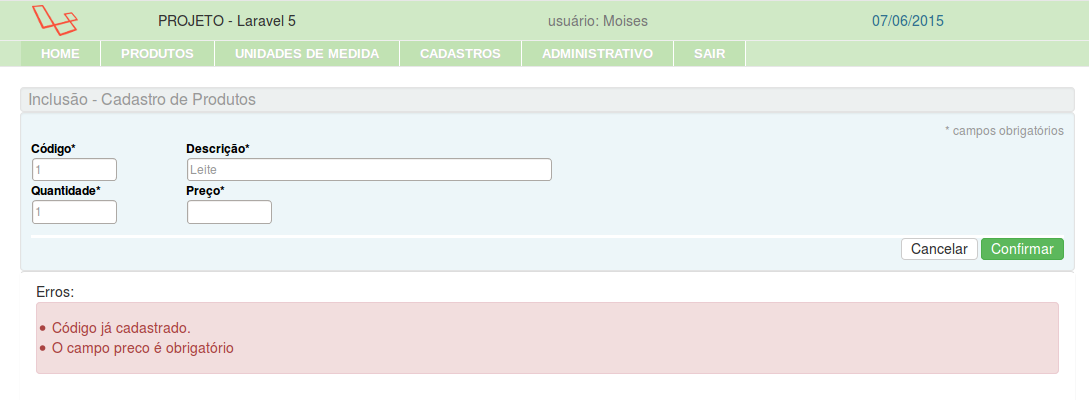 PROJETO - Laravel 5 usuário: Moises 07/06/2015
HOME PRODUTOS UNIDADES DE MEDIDA CADASTROS ADMINISTRATIVO SAIR
Inclusão - Cadastro de Produtos
* campos obrigatórios
Código* Descrição*
1 Leite
Quantidade* Preço*
1
Cancelar Confirmar
Erros:
• Código já cadastrado.
• O campo preco é obrigatório